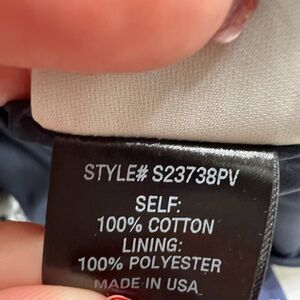 STYLE# S23738PV
SELF:
100% COTTON
LINING:
100% POLYESTER
MADE IN USA